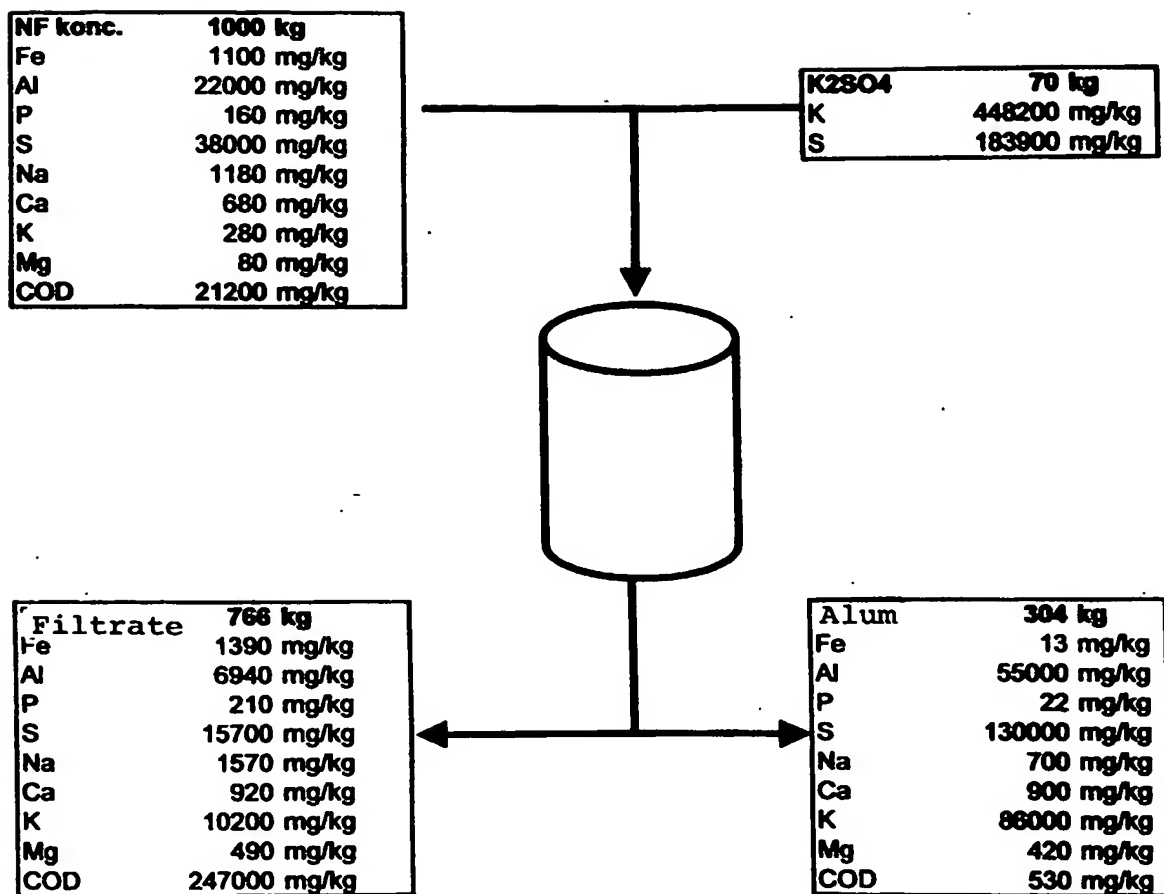 NF konc. 1000 kg
Fe 1100 mg/kg
Al 22000 mg/kg
P 160 mg/kg
S 38000 mg/kg
Na 1180 mg/kg
Ca 680 mg/kg
K 280 mg/kg
Mg 80 mg/kg
COD 21200 mg/kg
K2SO4 70 kg
K 448200 mg/kg
S 183900 mg/kg
Filtrate 766 kg
Fe 1390 mg/kg
Al 6940 mg/kg
P 210 mg/kg
S 15700 mg/kg
Na 1570 mg/kg
Ca 920 mg/kg
K 10200 mg/kg
Mg 490 mg/kg
COD 247000 mg/kg
Alum 304 kg
Fe 13 mg/kg
Al 55000 mg/kg
P 22 mg/kg
S 130000 mg/kg
Na 700 mg/kg
Ca 900 mg/kg
K 86000 mg/kg
Mg 420 mg/kg
COD 530 mg/kg